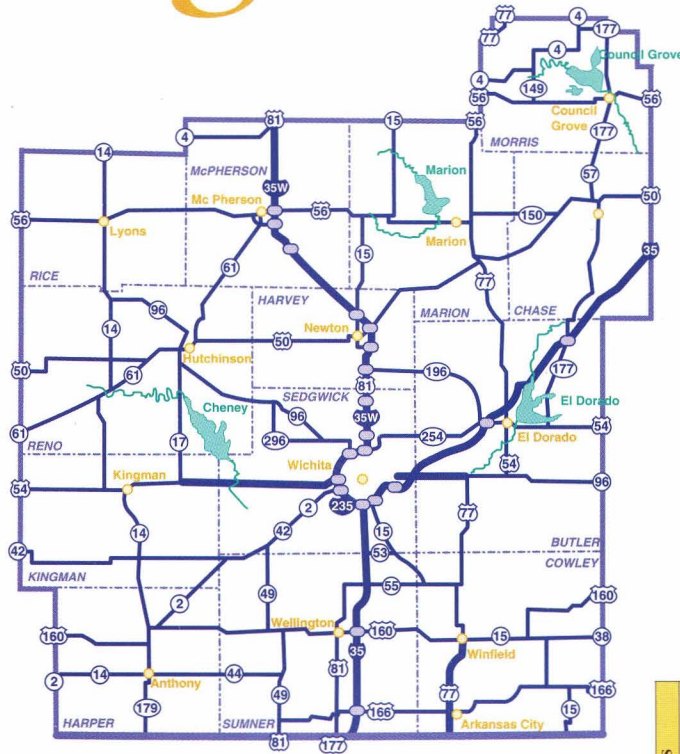 77
4
177
77
4
Council Grove
4
149
56
56
Council
Grove
177
MORRIS
81
15
56
4
14
McPHERSON
Marion
35W
57
Mc Pherson
56
150
50
56
Lyons
Marion
15
35
61
77
RICE
96
HARVEY
MARION
CHASE
14
Newton
50
Hutchinson
177
50
61
196
81
SEDGWICK
Cheney
96
35W
El Dorado
61
296
254
54
RENO
17
El Dorado
Wichita
54
Kingman
54
96
235
2
77
14
42
15
53
BUTLER
42
COWLEY
KINGMAN
55
2
49
160
Wellington
160
160
15
38
35
Winfield
81
14
44
2
Anthony
49
77
166
179
166
15
HARPER
SUMNER
Arkansas City
81
177